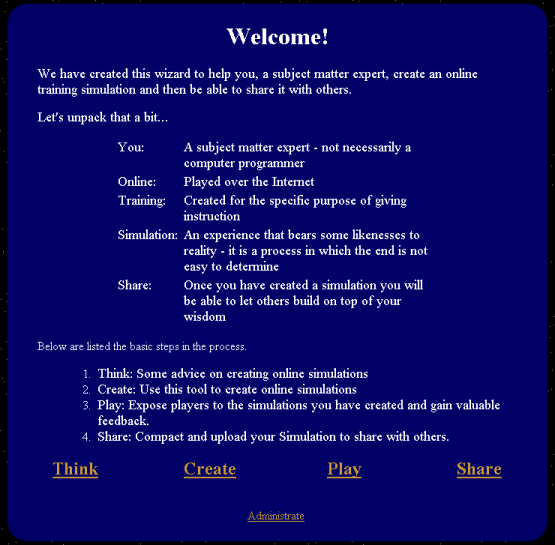 Welcome!
We have created this wizard to help you, a subject matter expert, create an online
training simulation and then be able to share it with others.
Let's unpack that a bit...
You: A subject matter expert - not necessarily a
computer programmer
Online: Played over the Internet
Training: Created for the specific purpose of giving
instruction
Simulation: An experience that bears some likenesses to
reality - it is a process in which the end is not
easy to determine
Share: Once you have created a simulation you will
be able to let others build on top of your
wisdom
Below are listed the basic steps in the process.
1. Think: Some advice on creating online simulations
2. Create: Use this tool to create online simulations
3. Play: Expose players to the simulations you have created and gain valuable
feedback.
4. Share: Compact and upload your Simulation to share with others.
Think Create Play Share
Administrate